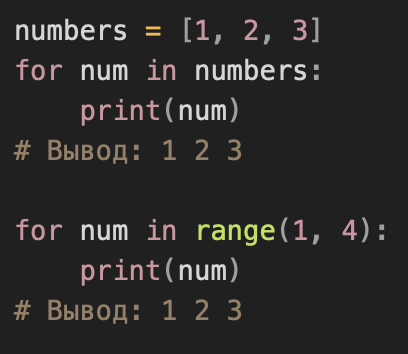 numbers = [1, 2, 3]
for num in numbers:
    print(num)
# Вывод: 1 2 3

for num in range(1, 4):
    print(num)
# Вывод: 1 2 3